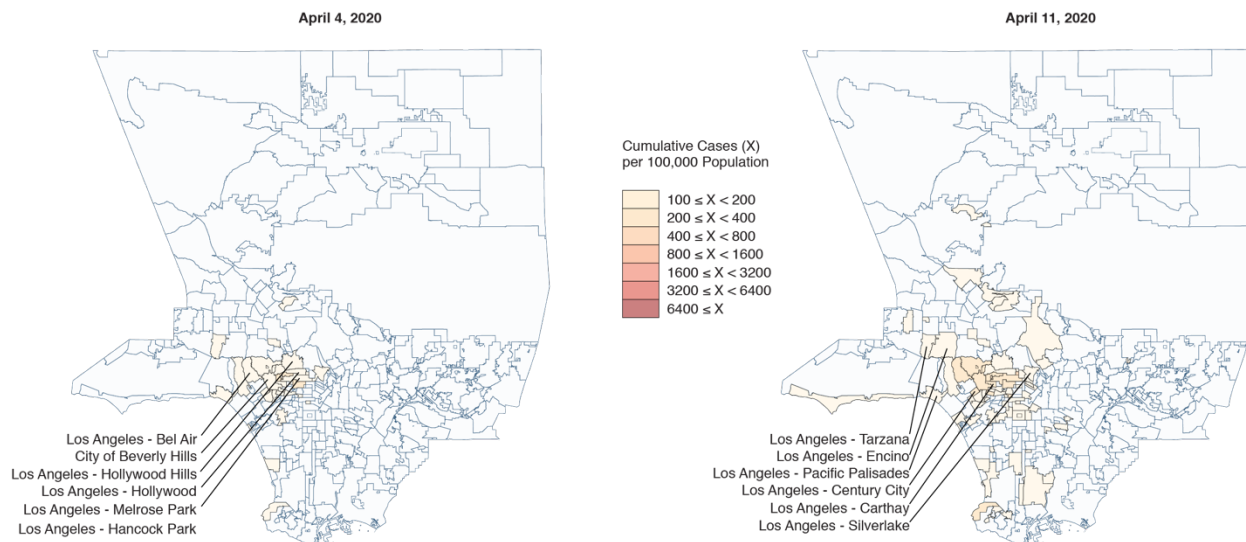 April 4, 2020
April 11, 2020
Cumulative Cases (X)
per 100,000 Population
100 ≤ X < 200
200 ≤ X < 400
400 ≤ X < 800
800 ≤ X < 1600
1600 ≤ X < 3200
3200 ≤ X < 6400
6400 ≤ X
Los Angeles - Bel Air
City of Beverly Hills
Los Angeles - Hollywood Hills
Los Angeles - Hollywood
Los Angeles - Melrose Park
Los Angeles - Hancock Park
Los Angeles - Tarzana
Los Angeles - Encino
Los Angeles - Pacific Palisades
Los Angeles - Century City
Los Angeles - Carthay
Los Angeles - Silverlake